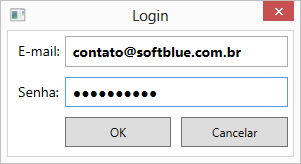 Login
E-mail: contato@softblue.com.br
Senha: ●●●●●●●●●●
OK Cancelar